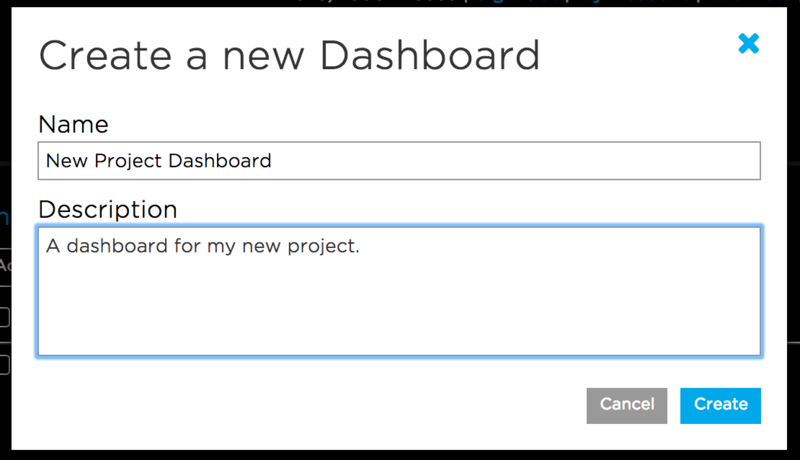 Create a new Dashboard
Name
New Project Dashboard
Description
A dashboard for my new project.
Cancel
Create